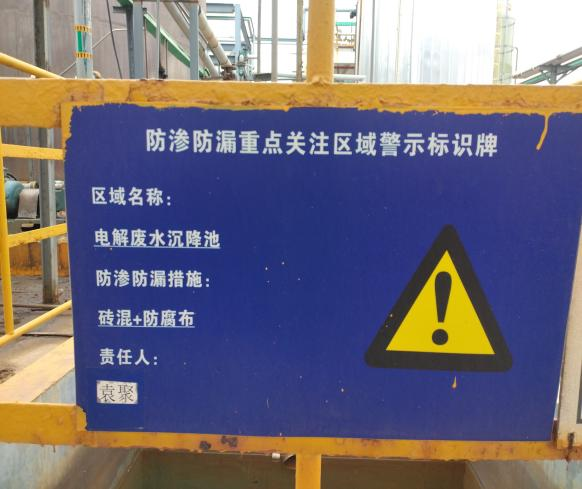 防渗防漏重点关注区域警示标识牌
区域名称：
电解废水沉降池
防渗防漏措施：
砖混+防腐布
责任人：
袁聚